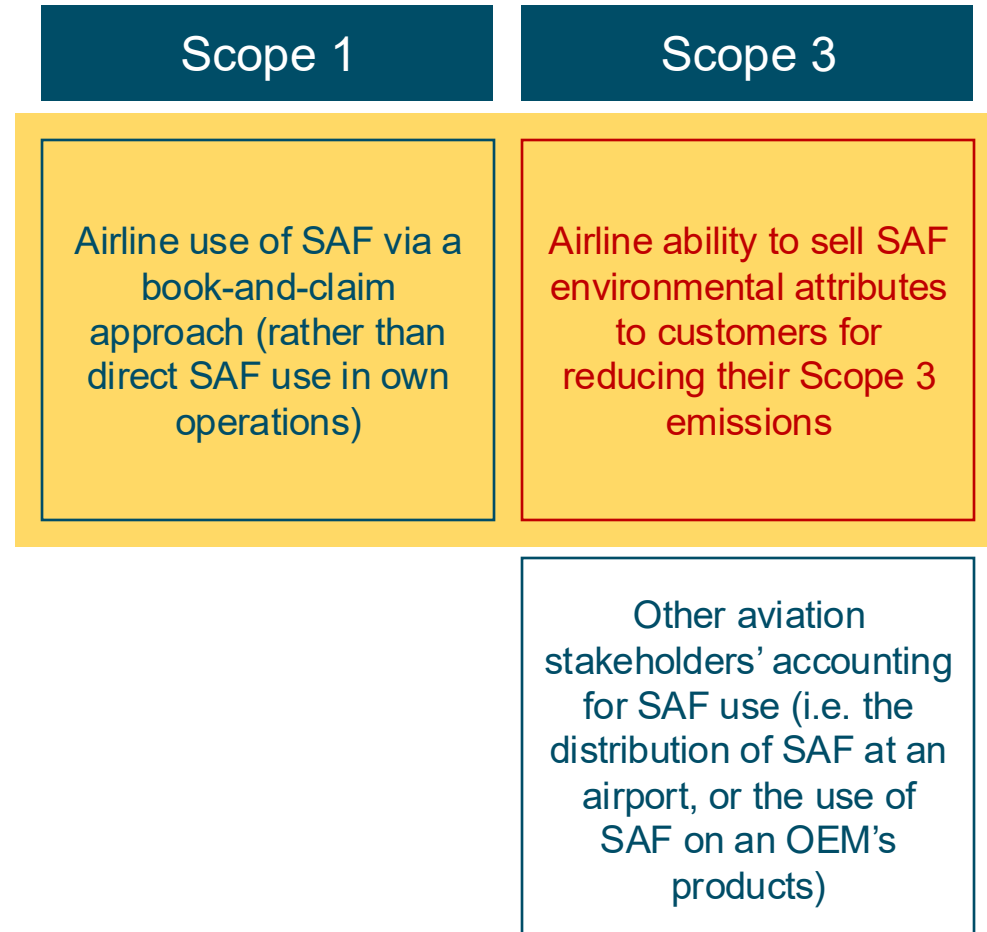 Scope 1
Scope 3
Airline use of SAF via a
book-and-claim
approach (rather than
direct SAF use in own
operations)
Airline ability to sell SAF
environmental attributes
to customers for
reducing their Scope 3
emissions
Other aviation
stakeholders’ accounting
for SAF use (i.e. the
distribution of SAF at an
airport, or the use of
SAF on an OEM’s
products)